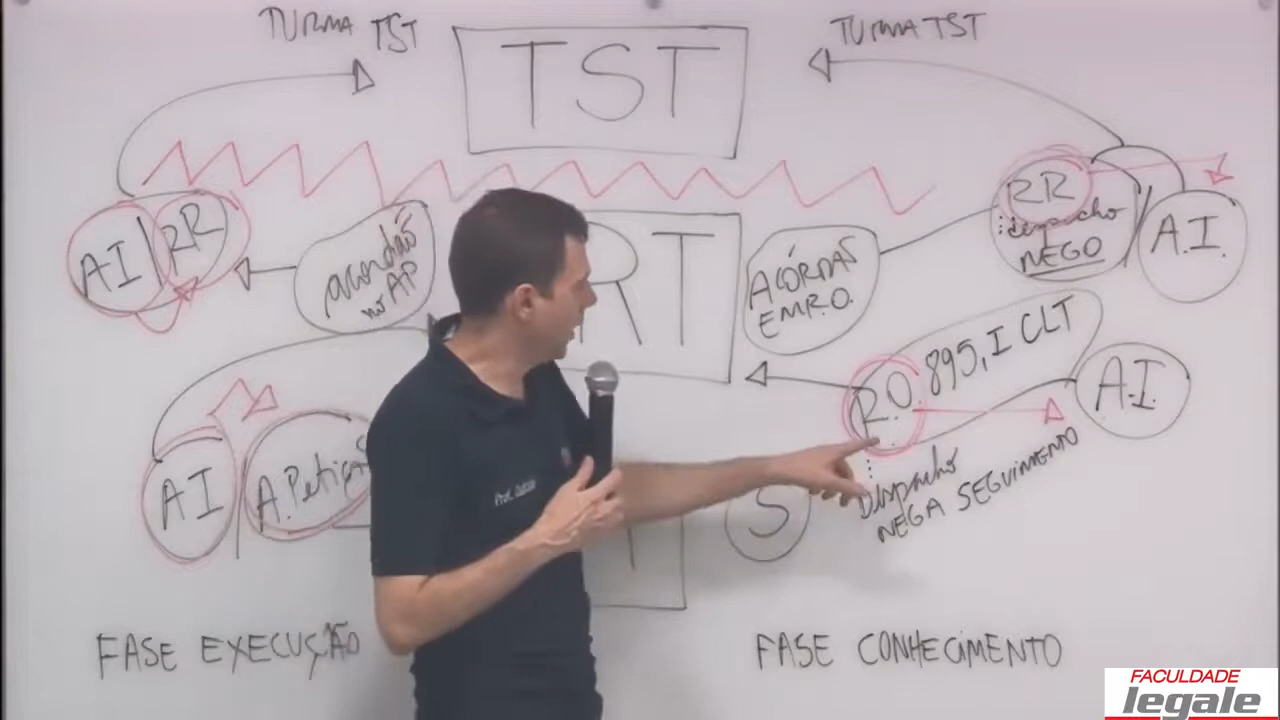 TURMA TST
TST
TURMA TST
AI
RR
acórdão
no AP
RT
ACÓRDÃO
EM R.O.
RR
despacho
NEGO
A.I.
R.O. 895, I CLT
A.I.
Despacho
NEGA SEGUIMENTO
AI
A. Petição
S
FASE EXECUÇÃO
FASE CONHECIMENTO
FACULDADE
legale